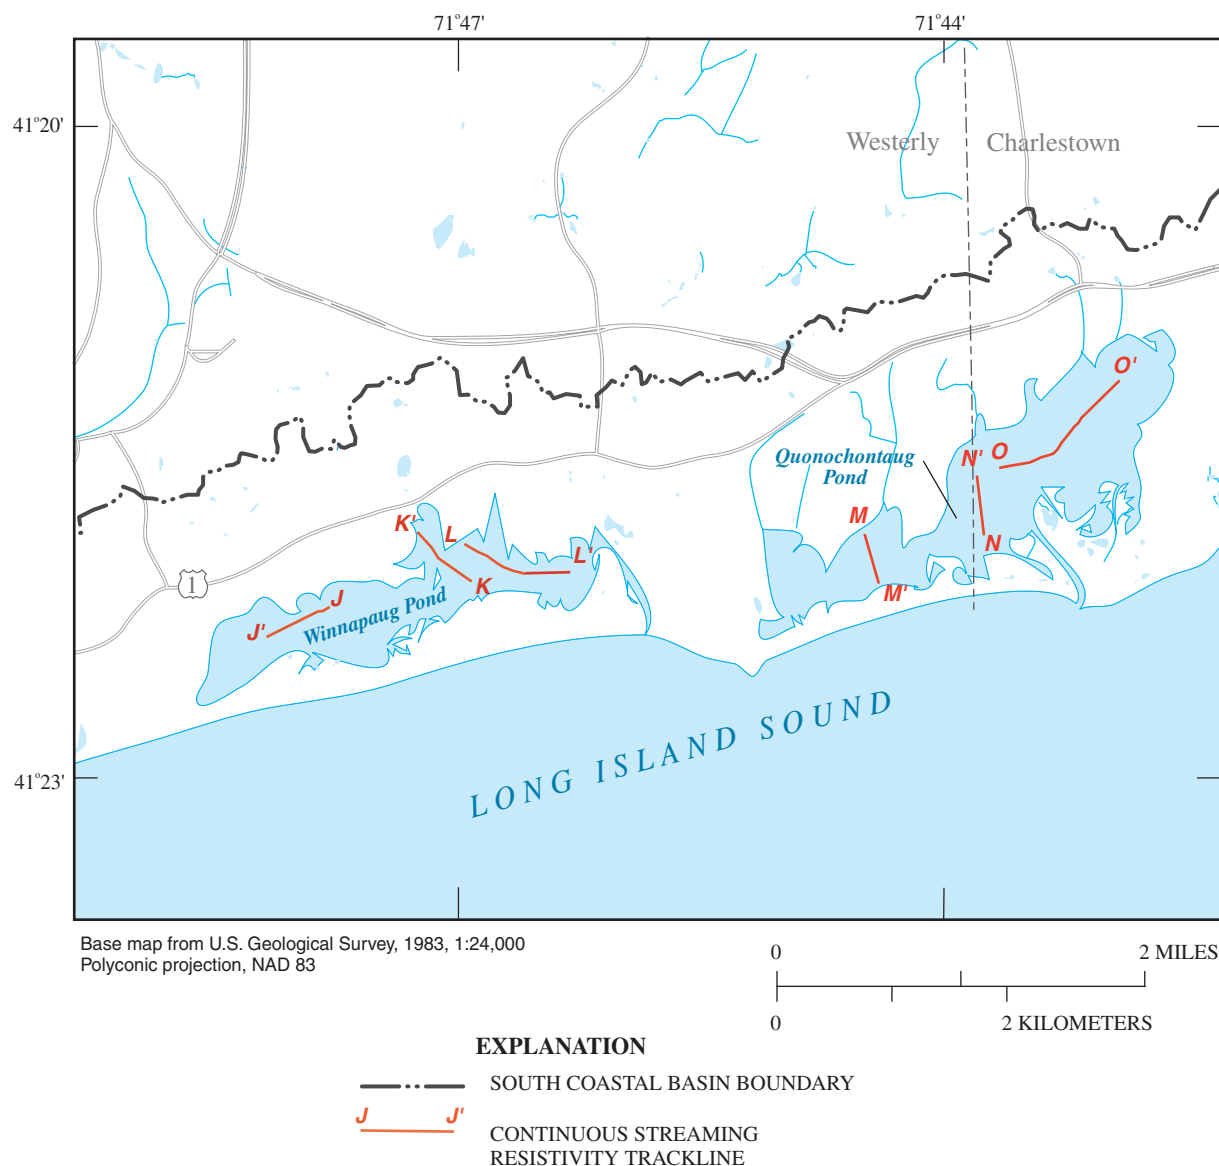 71°47'
71°44'
41°20'
Westerly
Charlestown
O'
Quonochontaug
Pond
N'
O
M
K'
L
N
L'
1
K
M'
J
J'
Winnapaug Pond
LONG ISLAND SOUND
41°23'
Base map from U.S. Geological Survey, 1983, 1:24,000
Polyconic projection, NAD 83
0
2 MILES
0
2 KILOMETERS
EXPLANATION
SOUTH COASTAL BASIN BOUNDARY
J
J'
CONTINUOUS STREAMING
RESISTIVITY TRACKLINE